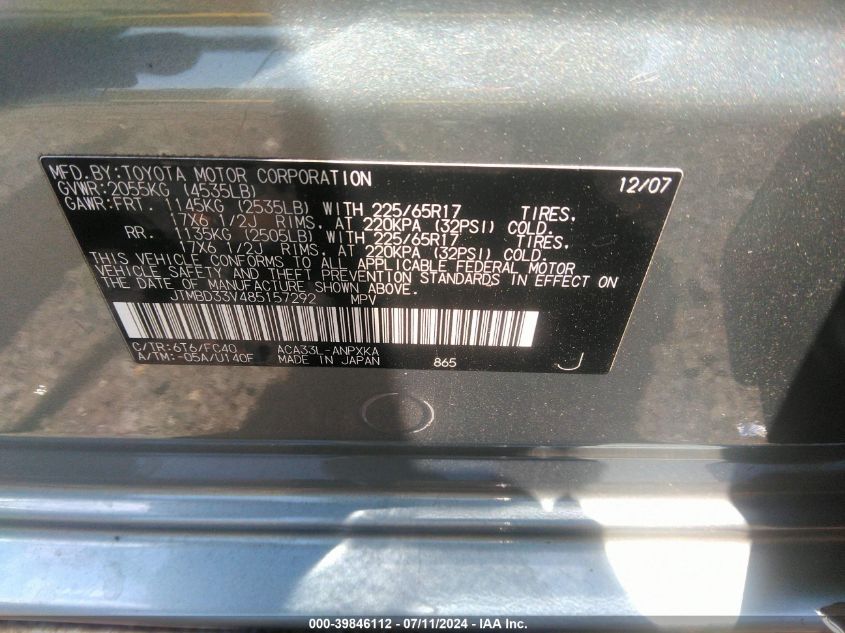 MFD.BY:TOYOTA MOTOR CORPORATION 12/07
GVWR:2055KG (4535LB)
GAWR:FRT. 1145KG (2535LB) WITH 225/65R17 TIRES.
17X6 1/2J RIMS, AT 220KPA (32PSI) COLD.
RR. 1135KG (2505LB) WITH 225/65R17 TIRES.
17X6 1/2J RIMS, AT 220KPA (32PSI) COLD.
THIS VEHICLE CONFORMS TO ALL APPLICABLE FEDERAL MOTOR
VEHICLE SAFETY AND THEFT PREVENTION STANDARDS IN EFFECT ON
THE DATE OF MANUFACTURE SHOWN ABOVE.
JTMBD33V485157292 MPV
C/TR:6T6/FC40 ACA33L-ANPXKA
A/TM:-05A/U140F MADE IN JAPAN 865 J
000-39846112 - 07/11/2024 - IAA Inc.